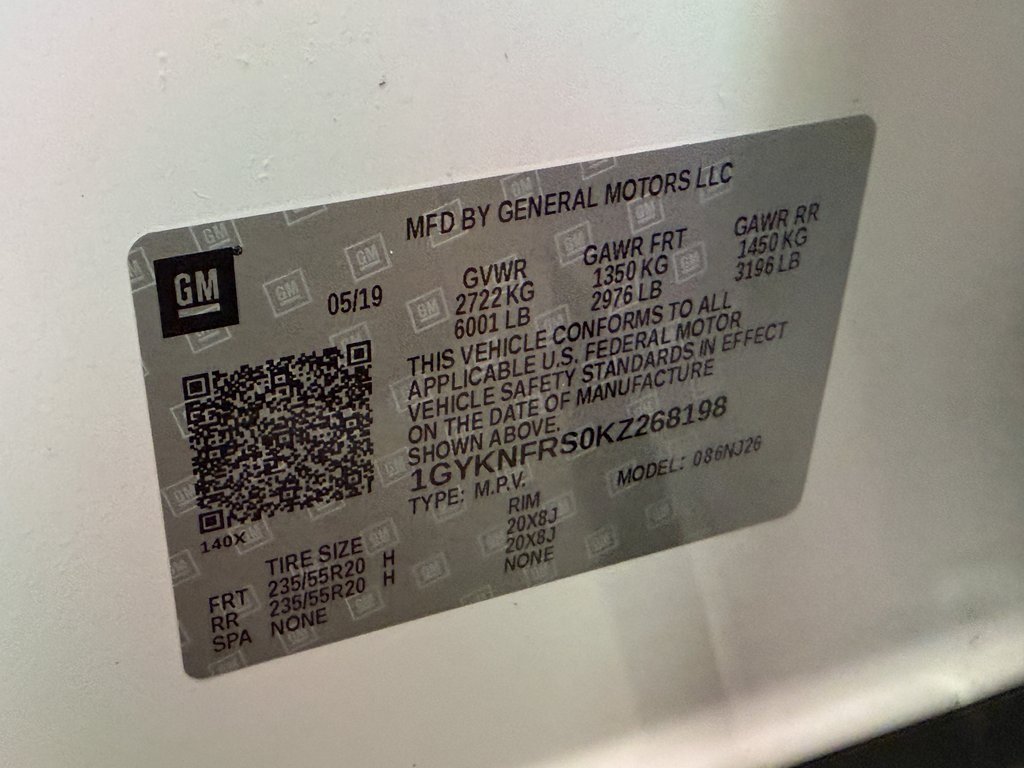 MFD BY GENERAL MOTORS LLC
GM
05/19
GVWR
2722 KG
6001 LB
GAWR FRT
1350 KG
2976 LB
GAWR RR
1450 KG
3196 LB
THIS VEHICLE CONFORMS TO ALL
APPLICABLE U.S. FEDERAL MOTOR
VEHICLE SAFETY STANDARDS IN EFFECT
ON THE DATE OF MANUFACTURE
SHOWN ABOVE.
1GYKNFRS0KZ268198
TYPE: M.P.V.
MODEL: 086NJ26
140X
TIRE SIZE RIM
FRT 235/55R20 H 20X8J
RR 235/55R20 H 20X8J
SPA NONE NONE